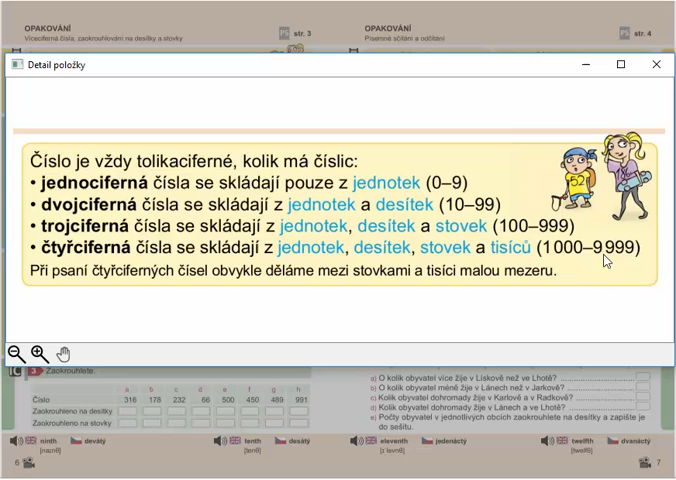 OPAKOVÁNÍ
Víceciferná čísla, zaokrouhlování na desítky a stovky
str. 3
OPAKOVÁNÍ
Písemné sčítání a odčítání
str. 4
Detail položky
Číslo je vždy tolikaciferné, kolik má číslic:
• jednociferná čísla se skládají pouze z jednotek (0–9)
• dvojciferná čísla se skládají z jednotek a desítek (10–99)
• trojciferná čísla se skládají z jednotek, desítek a stovek (100–999)
• čtyřciferná čísla se skládají z jednotek, desítek, stovek a tisíců (1 000–9 999)
Při psaní čtyřciferných čísel obvykle děláme mezi stovkami a tisíci malou mezeru.
52
3 Zaokrouhlete.
a b c d e f g h
Číslo 316 178 232 66 500 450 489 991
Zaokrouhleno na desítky
Zaokrouhleno na stovky
a) O kolik obyvatel více žije v Lískově než ve Lhotě?
b) O kolik obyvatel méně žije v Lánech než v Jarkově?
c) Kolik obyvatel dohromady žije v Karlově a v Radkově?
d) Kolik obyvatel dohromady žije v Lánech a ve Lhotě?
e) Počty obyvatel v jednotlivých obcích zaokrouhlete na desítky a zapište je
do sešitu.
ninth devátý
[naɪnθ]
tenth desátý
[tenθ]
eleventh jedenáctý
[ɪˈlevnθ]
twelfth dvanáctý
[twelfθ]
6
7